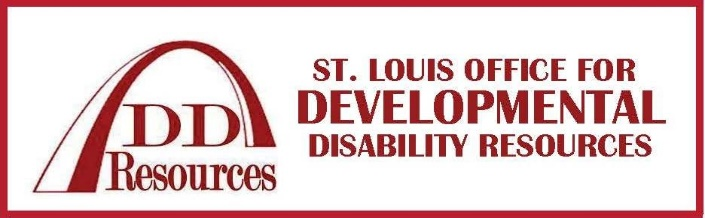 DD
Resources
ST. LOUIS OFFICE FOR
DEVELOPMENTAL
DISABILITY RESOURCES